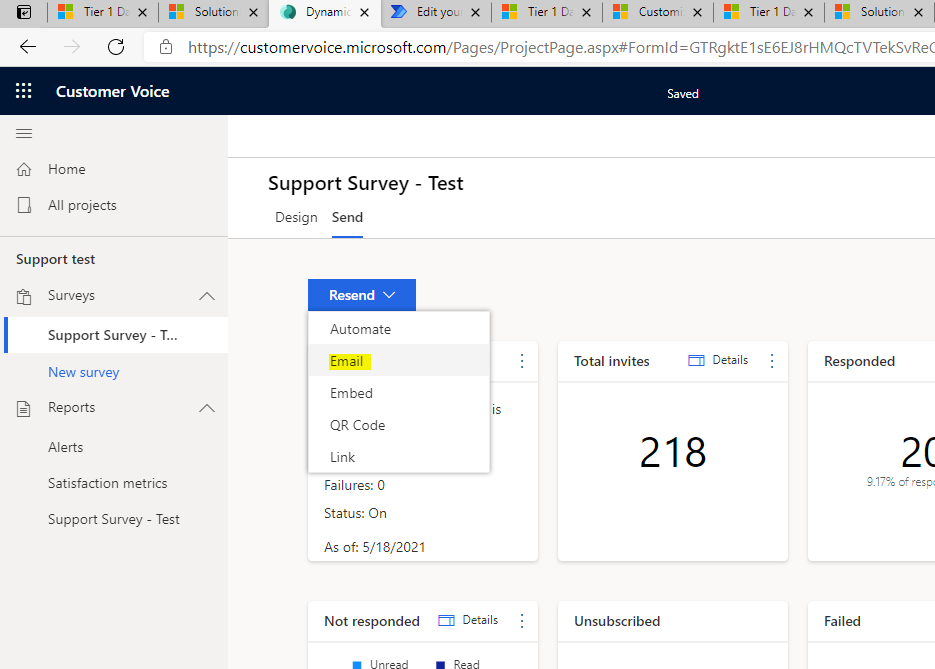 Tier 1 Da
Solution
Dynamic
Edit your
Tier 1 Da
Customi
Tier 1 Da
Solution
https://customervoice.microsoft.com/Pages/ProjectPage.aspx#FormId=GTRgktE1sE6EJ8rHMQcTVTekSvReC
Customer Voice
Saved
Home
All projects
Support test
Surveys
Support Survey - T...
New survey
Reports
Alerts
Satisfaction metrics
Support Survey - Test
Support Survey - Test
Design Send
Resend
Automate
Email
Embed
QR Code
Link
is
Failures: 0
Status: On
As of: 5/18/2021
Total invites Details
218
Responded
20
9.17% of respo
Not responded Details
Unread Read
Unsubscribed
Failed